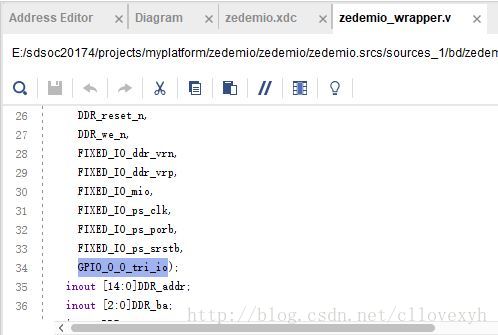 Address Editor × Diagram × zedemio.xdc × zedemio_wrapper.v ×
E:/sdsoc20174/projects/myplatform/zedemio/zedemio/zedemio.srcs/sources_1/bd/zedem
26 DDR_reset_n,
27 DDR_we_n,
28 FIXED_IO_ddr_vrn,
29 FIXED_IO_ddr_vrp,
30 FIXED_IO_mio,
31 FIXED_IO_ps_clk,
32 FIXED_IO_ps_porb,
33 FIXED_IO_ps_srstb,
34 GPIO_0_0_tri_io);
35 inout [14:0]DDR_addr;
36 inout [2:0]DDR_ba;
http://blog.csdn.net/cllovexyh